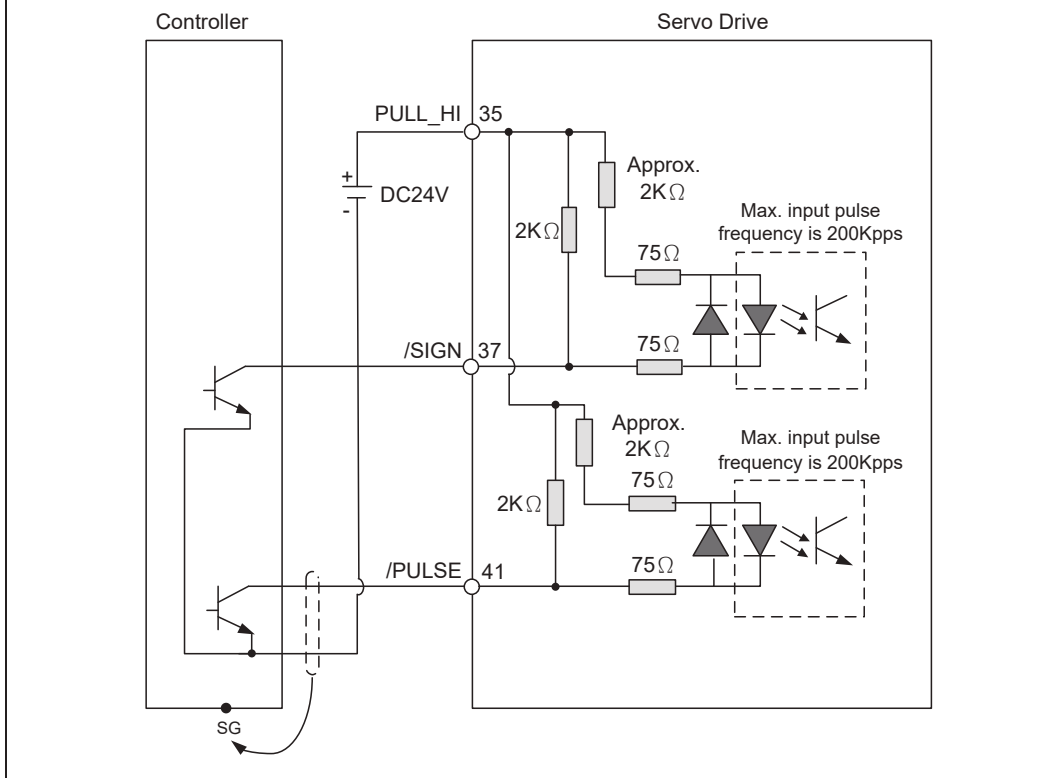 Controller
Servo Drive
PULL_HI
35
Approx.
2KΩ
+
DC24V
-
2KΩ
Max. input pulse
frequency is 200Kpps
75Ω
75Ω
/SIGN
37
Approx.
2KΩ
Max. input pulse
frequency is 200Kpps
75Ω
2KΩ
75Ω
/PULSE
41
SG